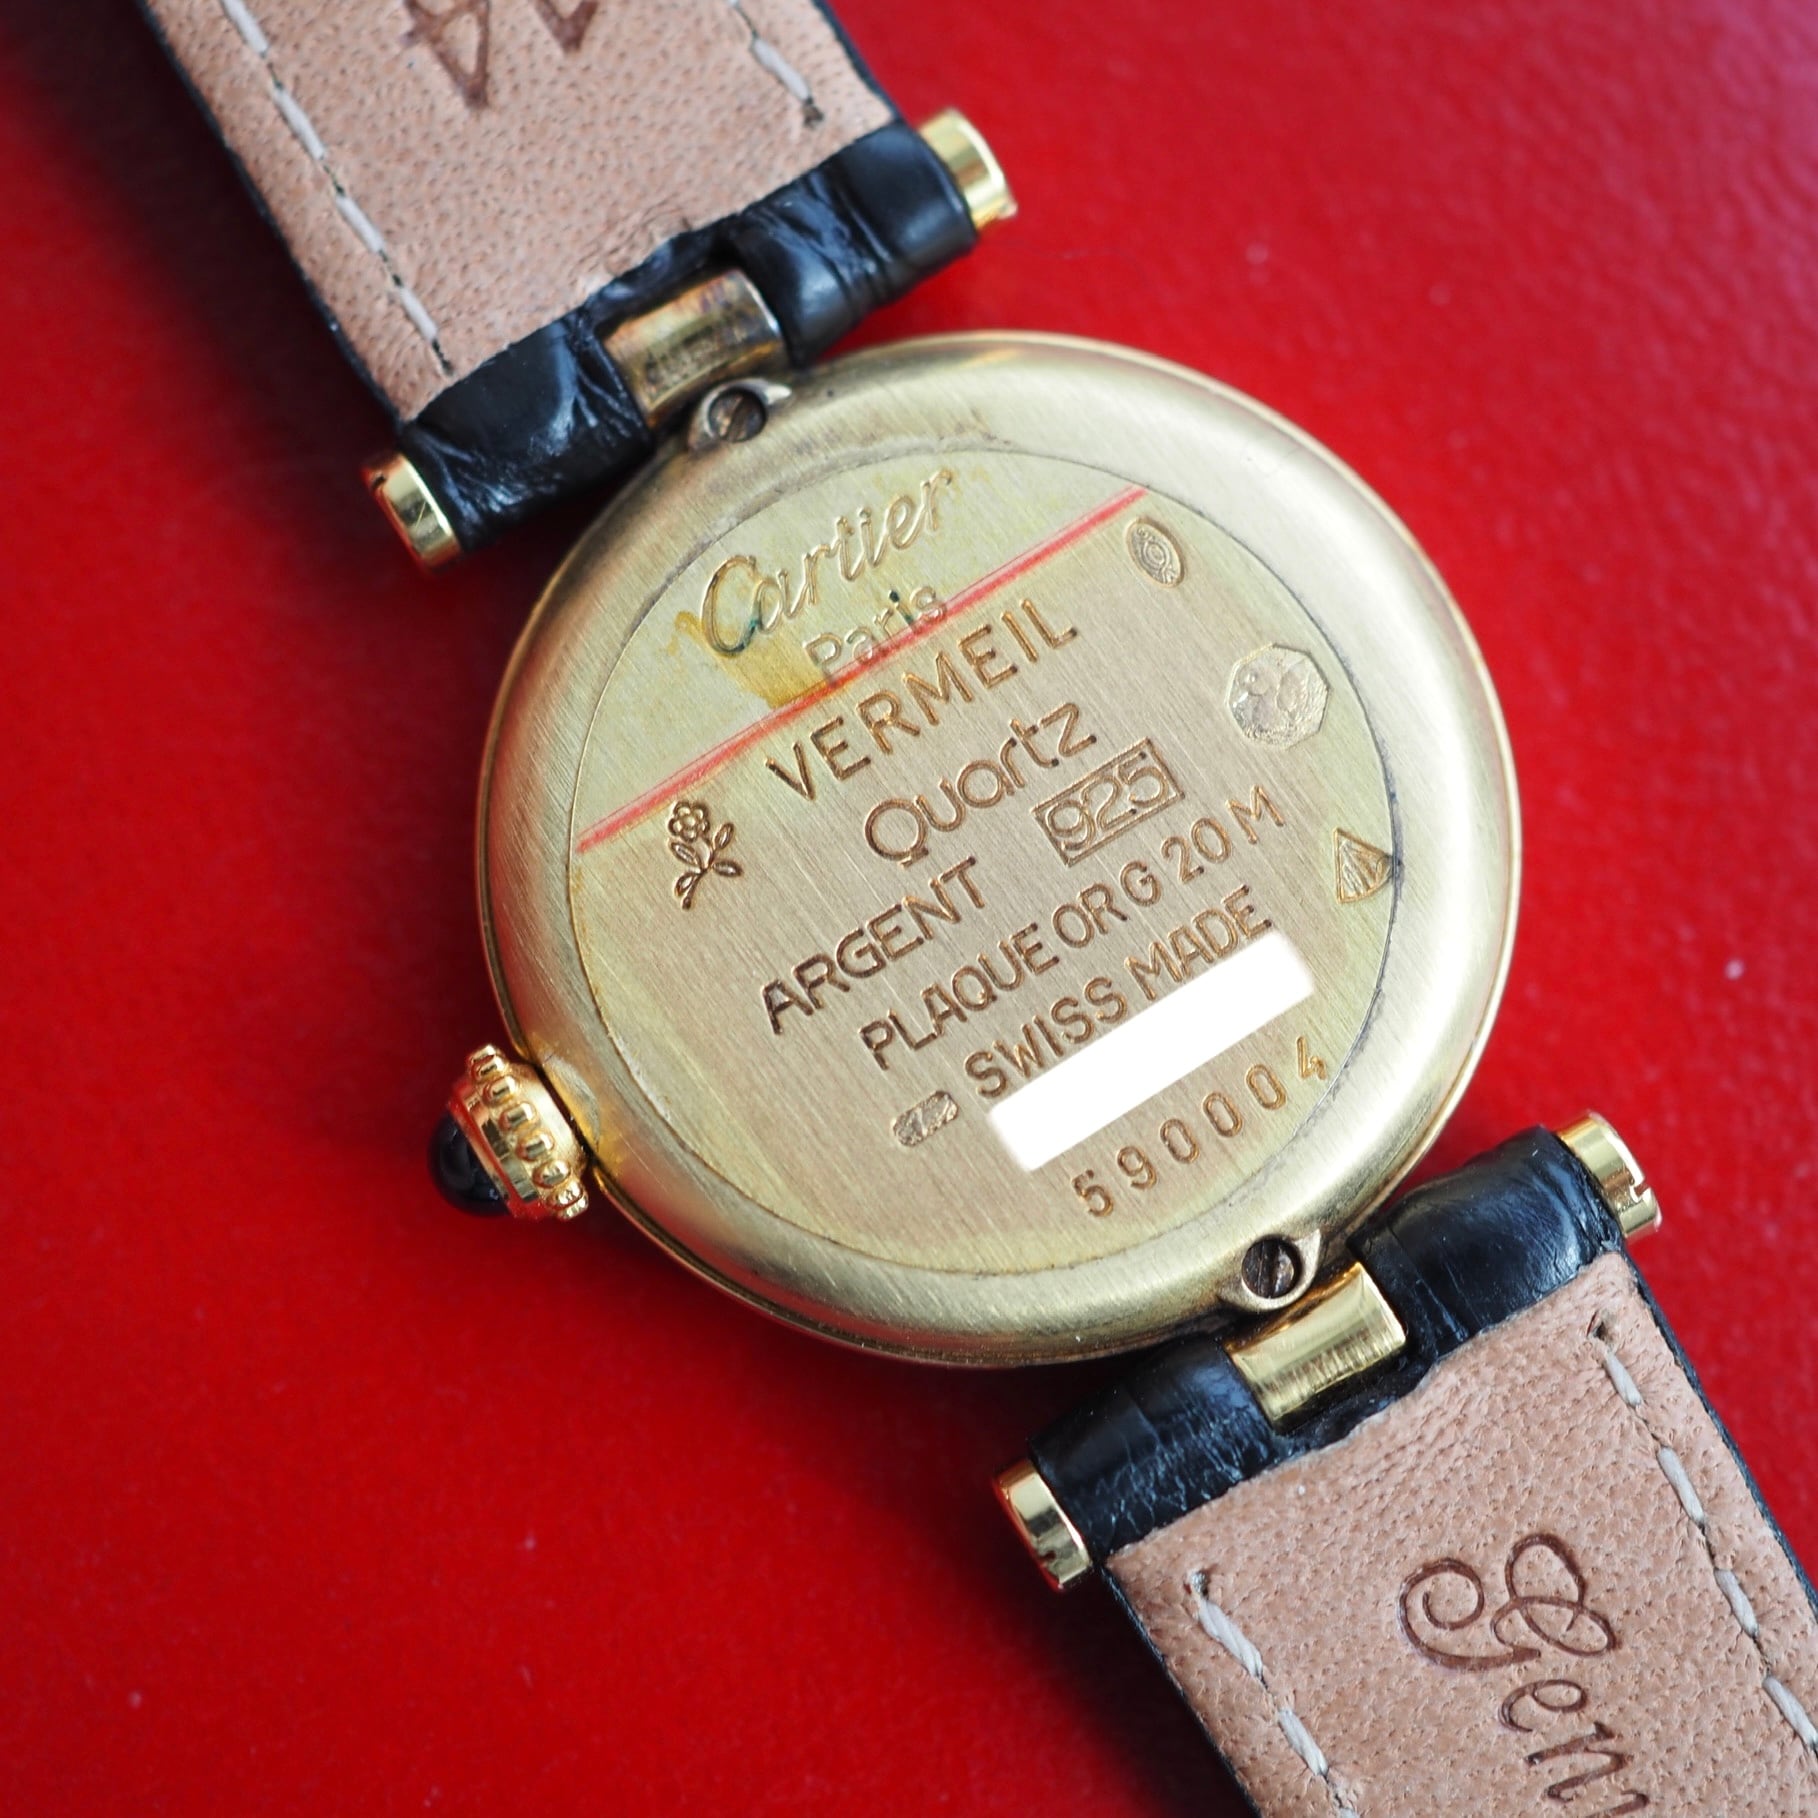 Cartier
Paris
VERMEIL
Quartz
ARGENT 925
PLAQUE OR G 20 M
SWISS MADE
590004